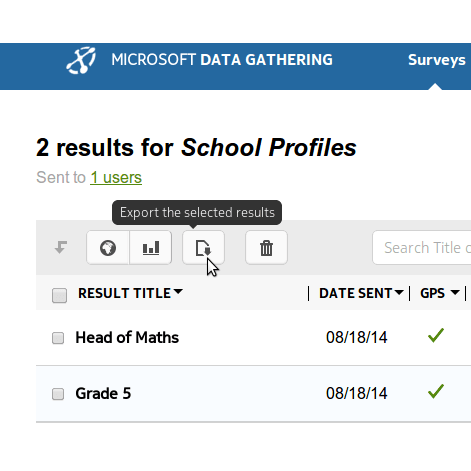 MICROSOFT DATA GATHERING
Surveys
2 results for School Profiles
Sent to 1 users
Export the selected results
Search Title o
RESULT TITLE DATE SENT GPS
Head of Maths 08/18/14
Grade 5 08/18/14